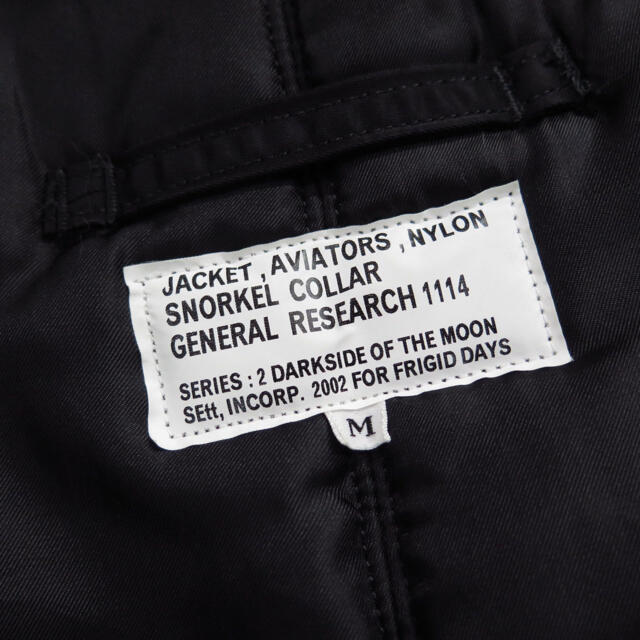 JACKET , AVIATORS , NYLON
SNORKEL COLLAR
GENERAL RESEARCH 1114
SERIES : 2 DARKSIDE OF THE MOON
SEtt, INCORP. 2002 FOR FRIGID DAYS
M